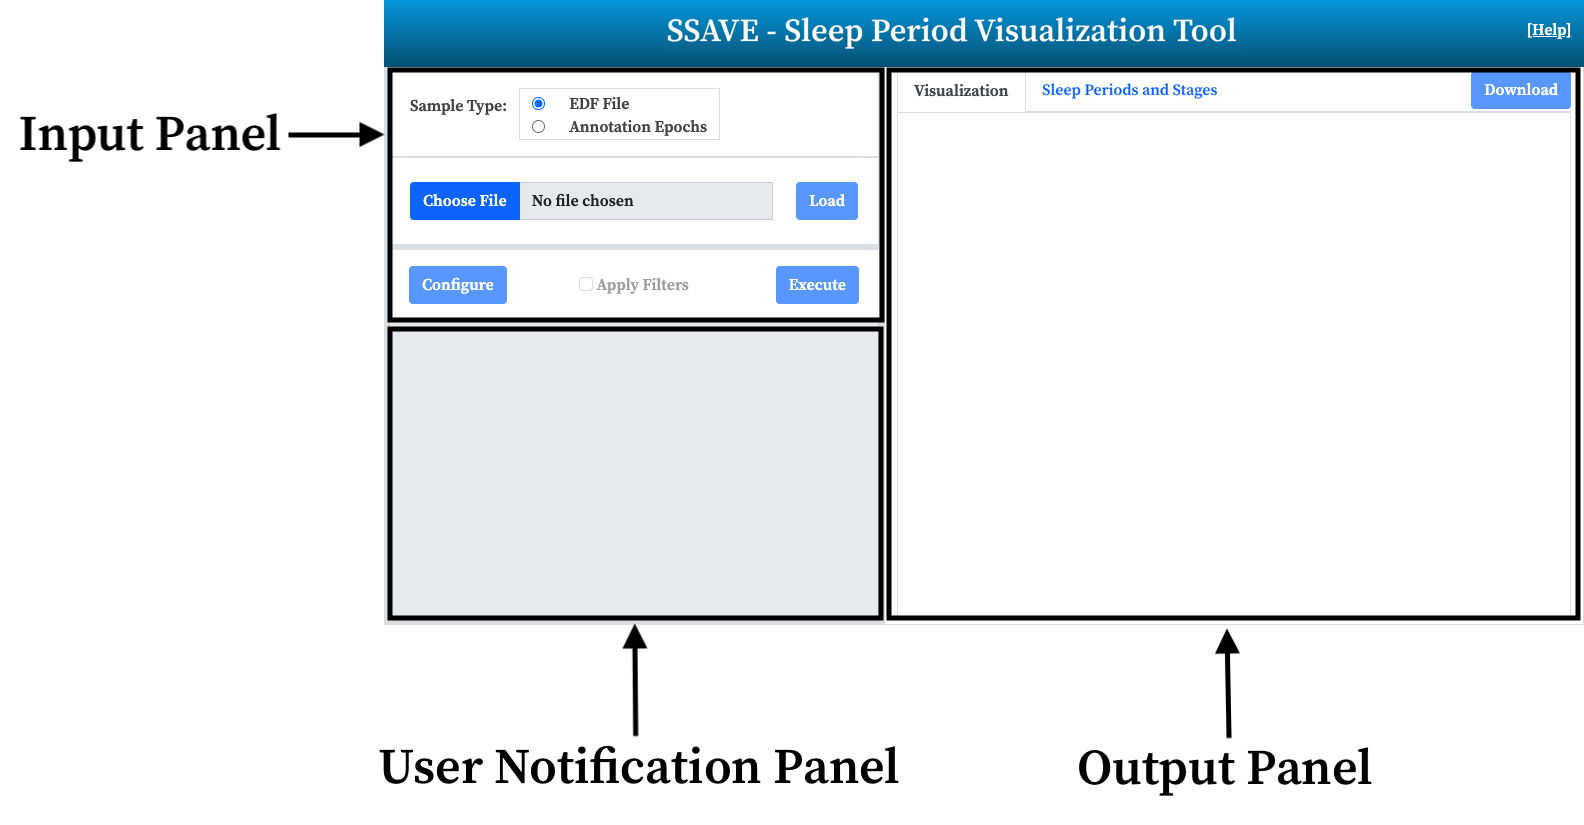 SSAVE - Sleep Period Visualization Tool
[Help]
Input Panel
Sample Type:
EDF File
Annotation Epochs
Choose File
No file chosen
Load
Configure
Apply Filters
Execute
Visualization
Sleep Periods and Stages
Download
User Notification Panel
Output Panel